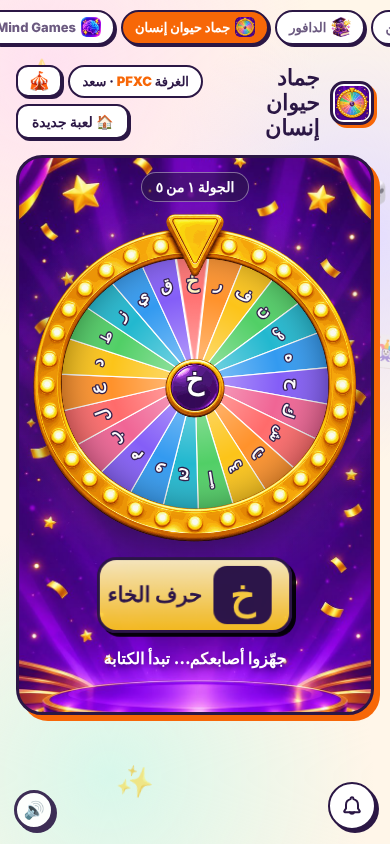 الدافور
جماد حيوان إنسان
Mind Games
جماد
حيوان
إنسان
الغرفة PFXC · سعد
لعبة جديدة
الجولة ١ من ٥
خ
خ
خ حرف الخاء
جهّزوا أصابعكم... تبدأ الكتابة